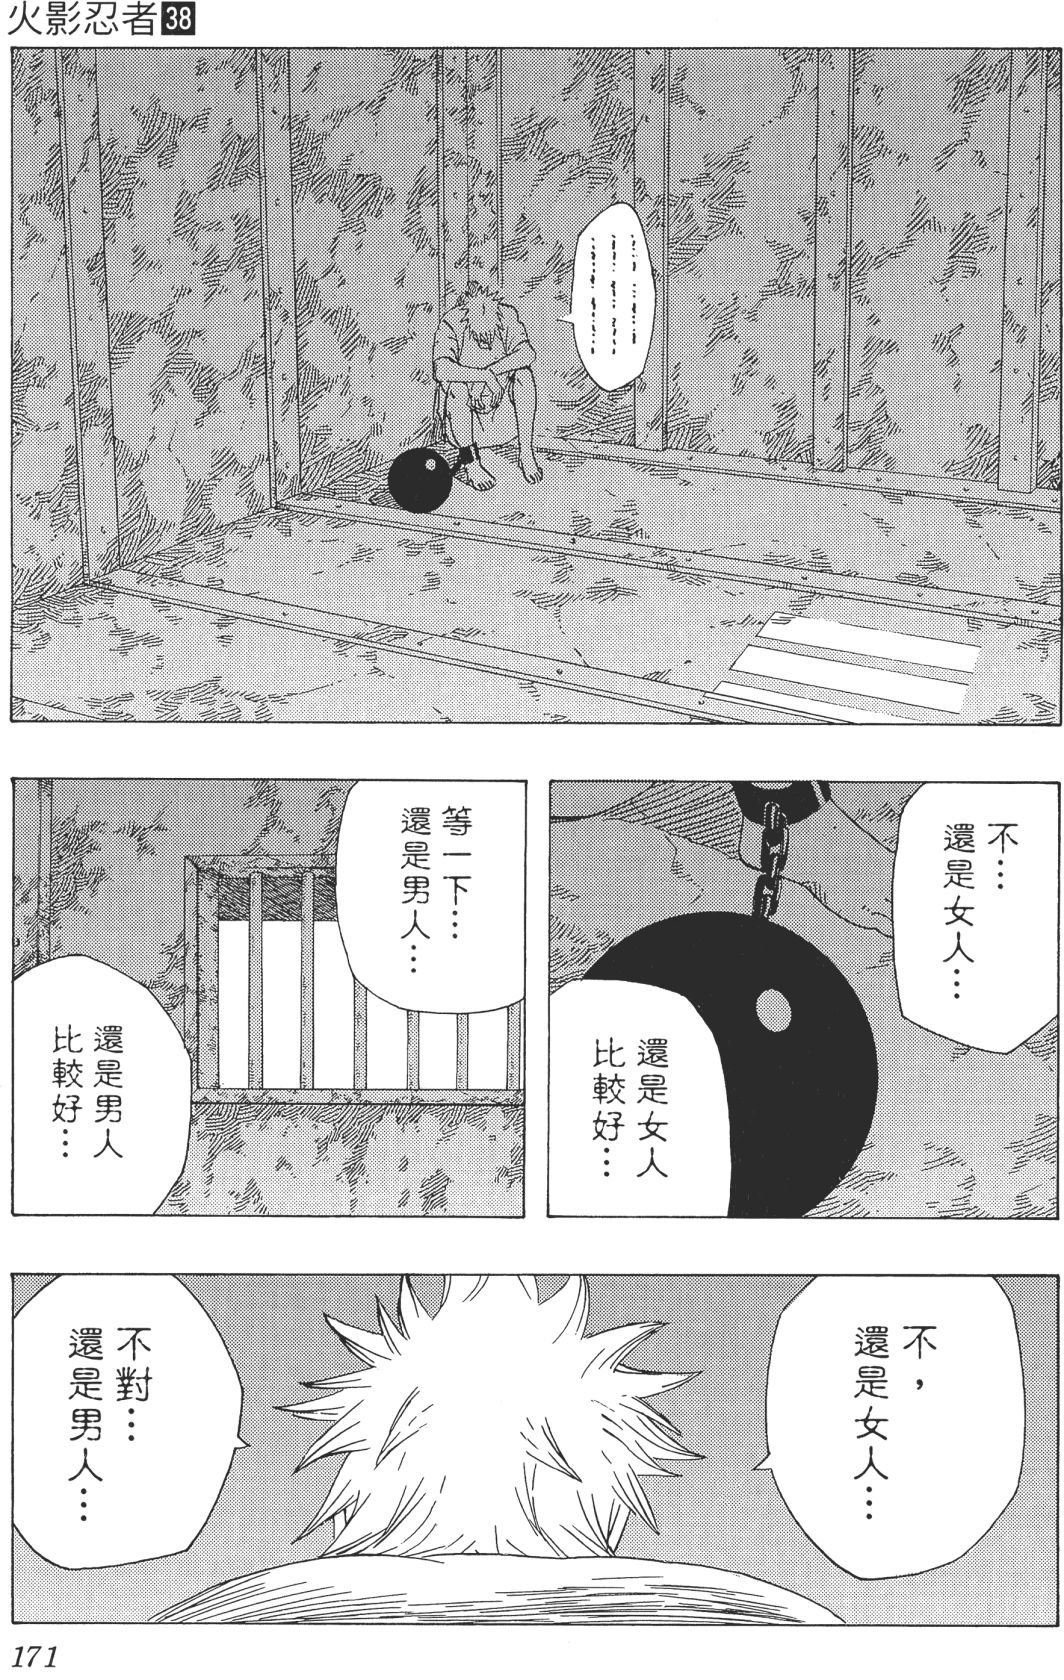 火影忍者38
不…
還是女人…
還是女人
比較好…
等一下…
還是男人…
還是男人
比較好…
不，
還是女人…
不對…
還是男人…
171